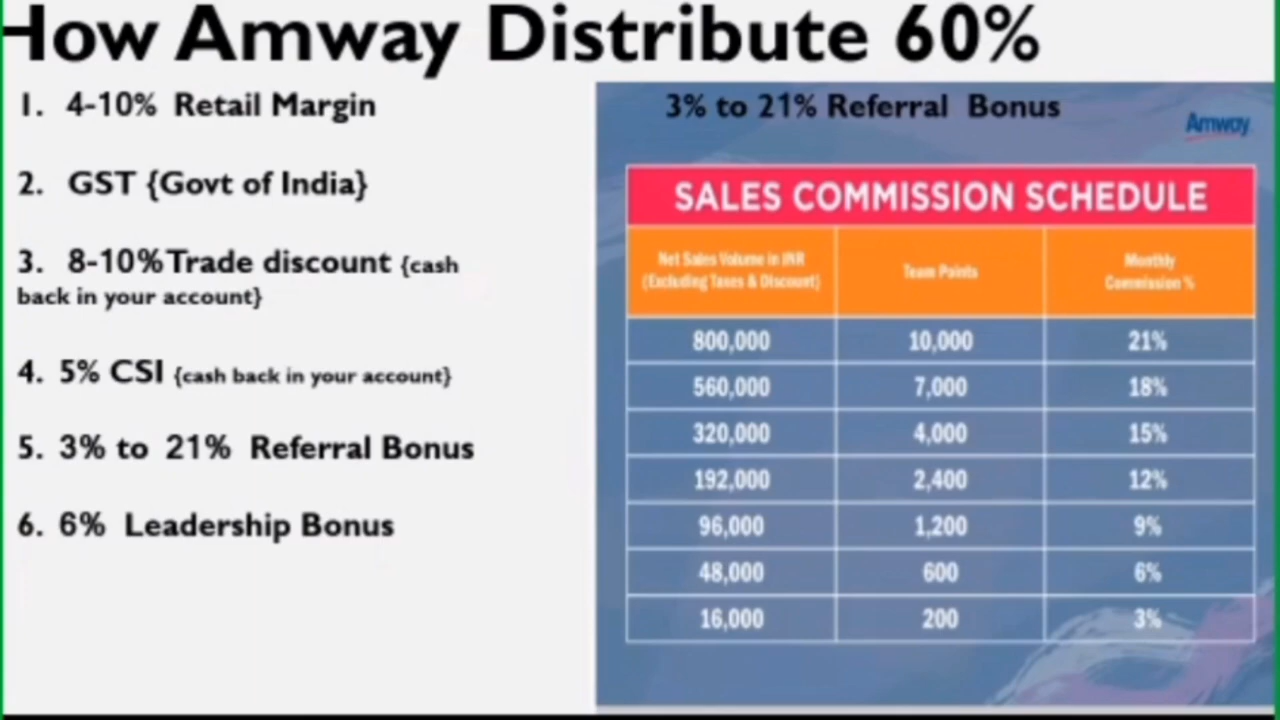 How Amway Distribute 60%
1. 4-10% Retail Margin
2. GST {Govt of India}
3. 8-10% Trade discount {cash
back in your account}
4. 5% CSI {cash back in your account}
5. 3% to 21% Referral Bonus
6. 6% Leadership Bonus
3% to 21% Referral Bonus
Amway
SALES COMMISSION SCHEDULE
Net Sales Volume in INR
(Excluding Taxes & Discount)
Team Points
Monthly
Commission %
800,000 10,000 21%
560,000 7,000 18%
320,000 4,000 15%
192,000 2,400 12%
96,000 1,200 9%
48,000 600 6%
16,000 200 3%